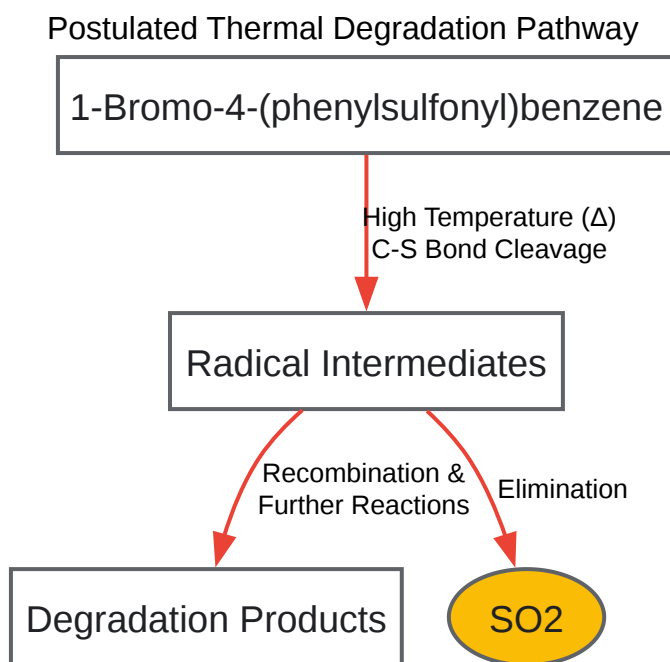 Postulated Thermal Degradation Pathway
1-Bromo-4-(phenylsulfonyl)benzene
High Temperature (Δ)
C-S Bond Cleavage
Radical Intermediates
Recombination &
Further Reactions
Elimination
Degradation Products
SO2